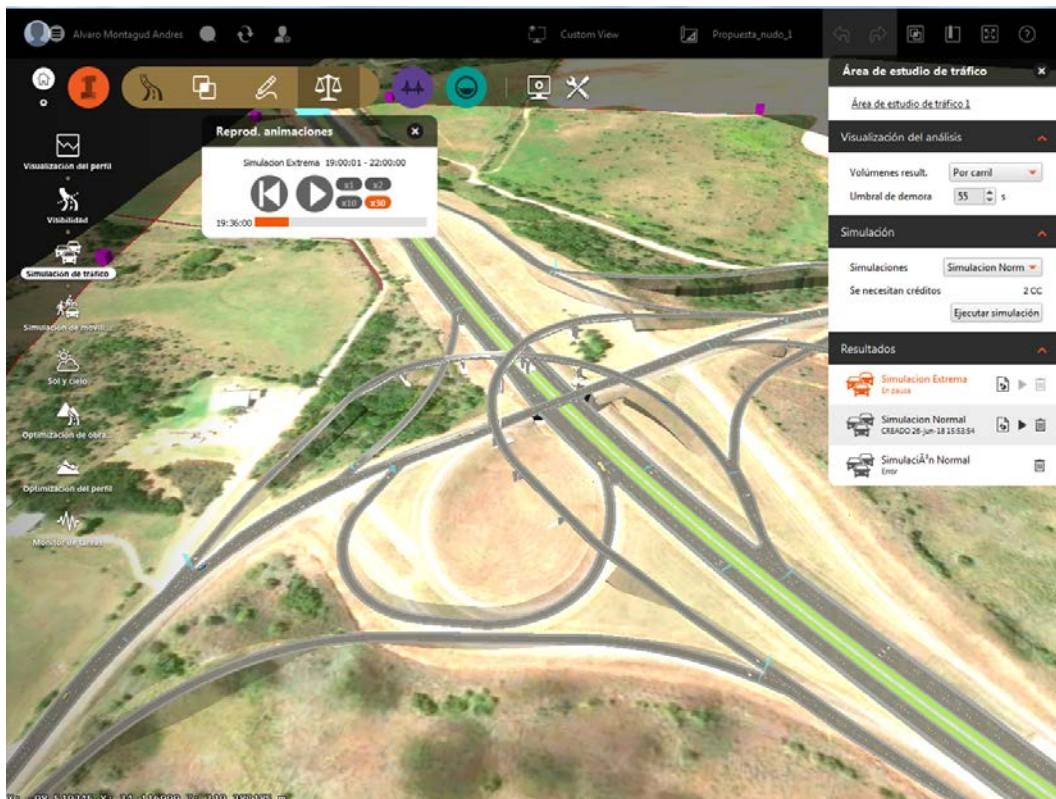 Alvaro Montagud Andres
Custom View
Propuesta_nudo_1
Reprod. animaciones
Simulacion Extrema 19:00:01 - 22:00:00
x1 x2
x10 x30
19:36:00
Visualización del perfil
Visibilidad
Simulación de tráfico
Simulación de movili...
Sol y cielo
Optimización de obra...
Optimización del perfil
Monitor de tareas
Área de estudio de tráfico
Área de estudio de tráfico 1
Visualización del análisis
Volúmenes result. Por carril
Umbral de demora 55 s
Simulación
Simulaciones Simulacion Norm
Se necesitan créditos 2 CC
Ejecutar simulación
Resultados
Simulacion Extrema
En pausa
Simulacion Normal
CREADO 26-jun-18 15:53:54
SimulaciÃ³n Normal
Error